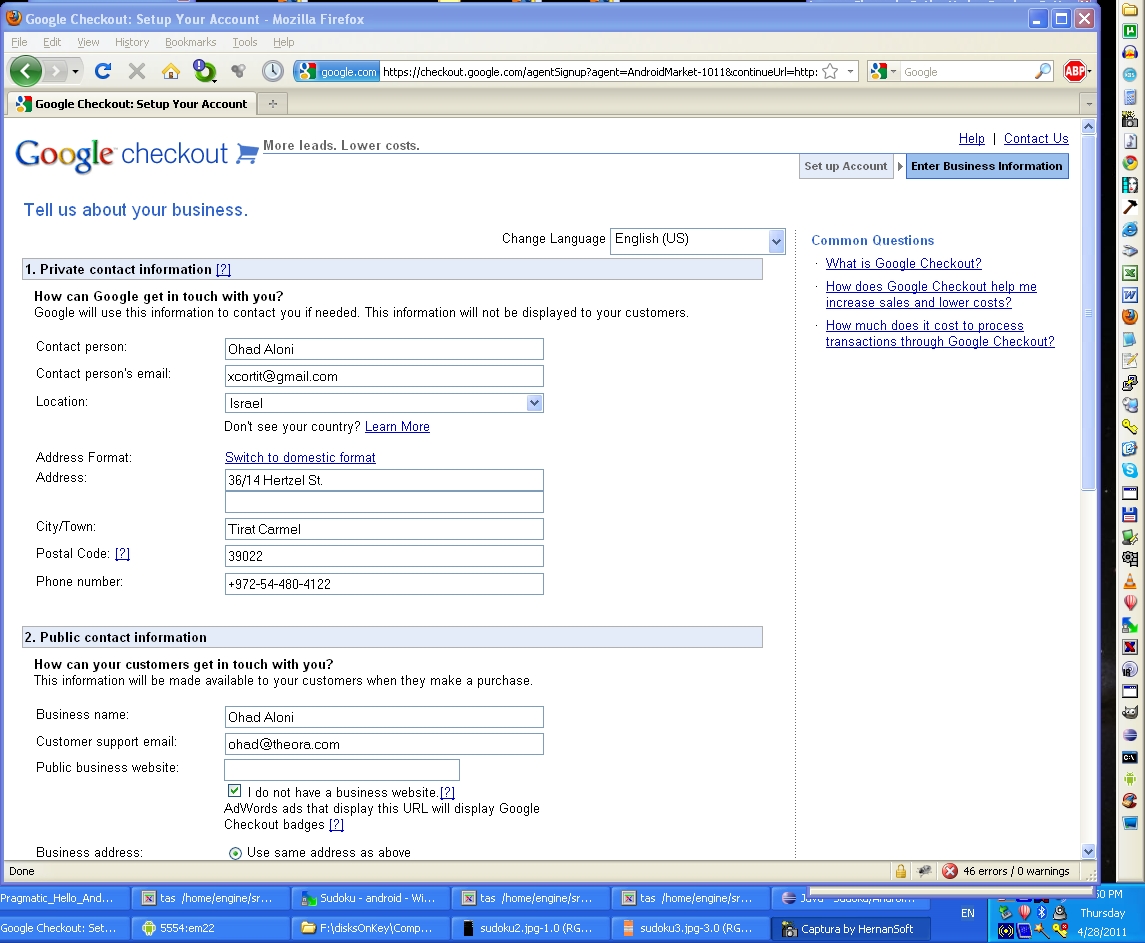 Google Checkout: Setup Your Account - Mozilla Firefox
File Edit View History Bookmarks Tools Help
google.com https://checkout.google.com/agentSignup?agent=AndroidMarket-1011&continueUrl=http: Google ABP
Google Checkout: Setup Your Account
Help | Contact Us
Google checkout More leads. Lower costs.
Set up Account Enter Business Information
Tell us about your business.
Change Language English (US)
Common Questions
· What is Google Checkout?
· How does Google Checkout help me
increase sales and lower costs?
· How much does it cost to process
transactions through Google Checkout?
1. Private contact information [?]
How can Google get in touch with you?
Google will use this information to contact you if needed. This information will not be displayed to your customers.
Contact person: Ohad Aloni
Contact person's email: xcortit@gmail.com
Location: Israel
Don't see your country? Learn More
Address Format: Switch to domestic format
Address: 36/14 Hertzel St.
City/Town: Tirat Carmel
Postal Code: [?] 39022
Phone number: +972-54-480-4122
2. Public contact information
How can your customers get in touch with you?
This information will be made available to your customers when they make a purchase.
Business name: Ohad Aloni
Customer support email: ohad@theora.com
Public business website:
I do not have a business website.[?]
AdWords ads that display this URL will display Google
Checkout badges [?]
Business address: Use same address as above
Done 46 errors / 0 warnings
Pragmatic_Hello_And... tas /home/engine/sr... Sudoku - android - Wi... tas /home/engine/sr... tas /home/engine/sr...
Google Checkout: Set... 5554:em22 F:\disksOnKey\Comp... sudoku2.jpg-1.0 (RG... sudoku3.jpg-3.0 (RG... Captura by HernanSoft
EN
Thursday
4/28/2011